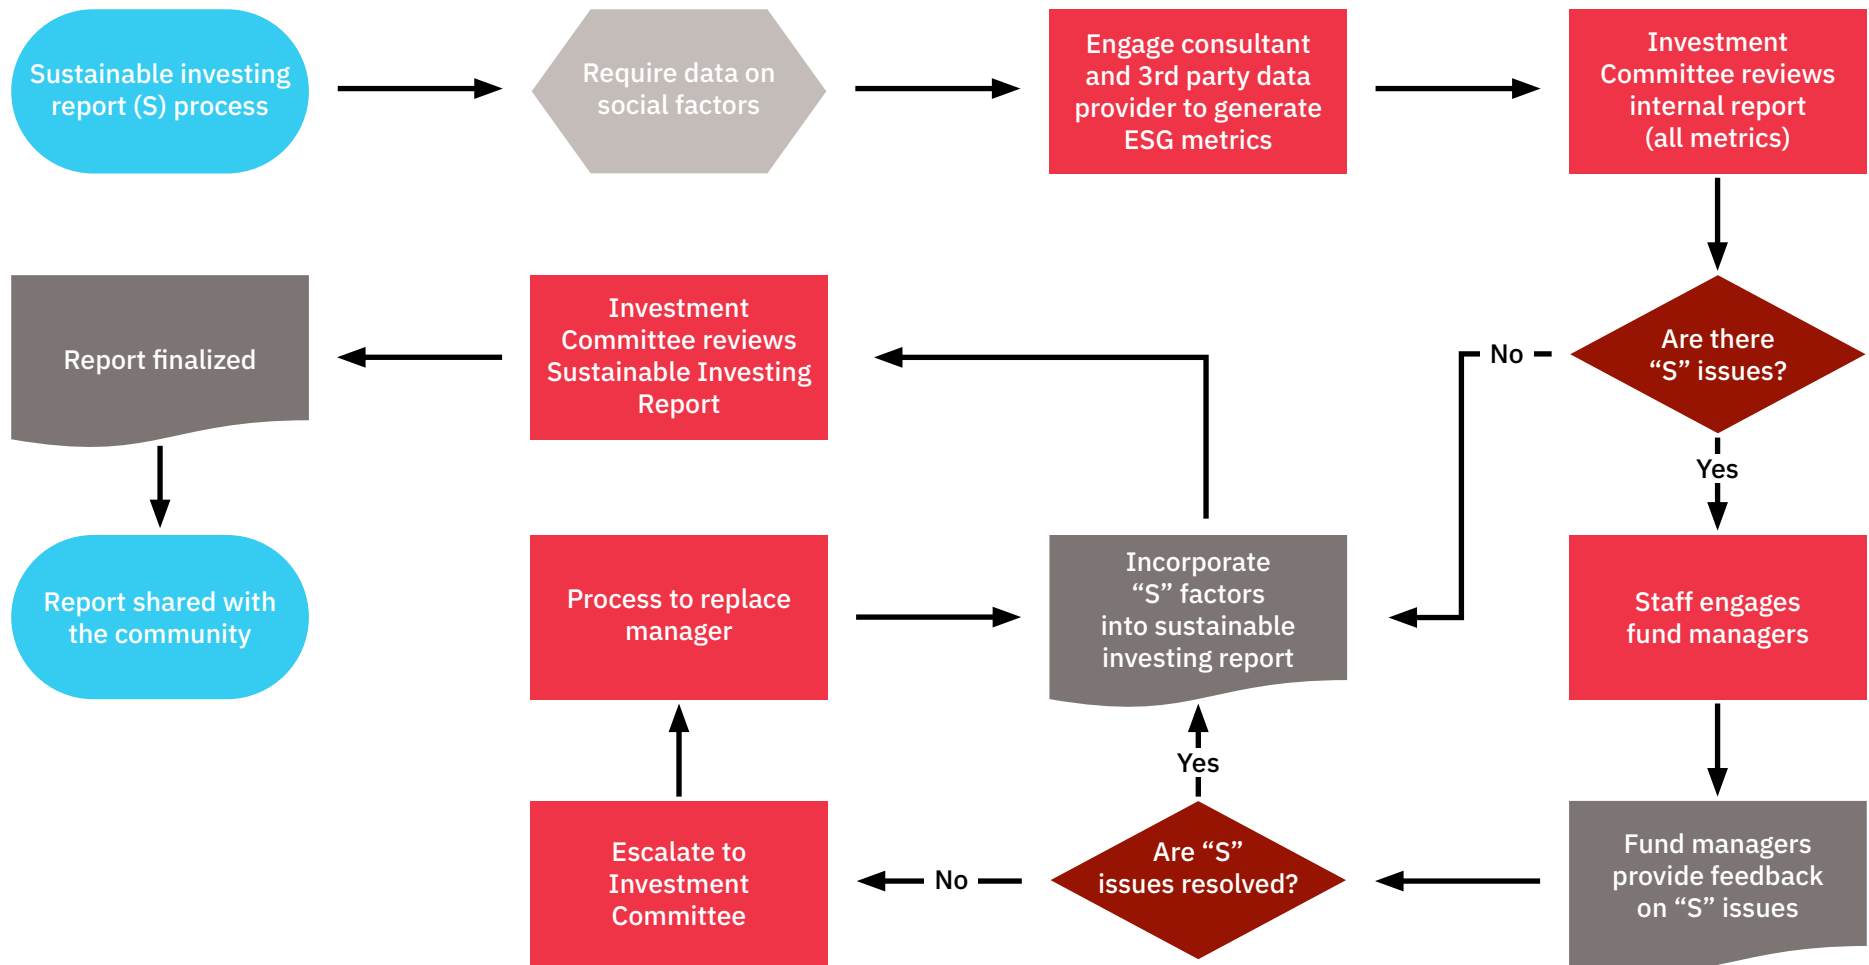 Sustainable investing
report (S) process
Require data on
social factors
Engage consultant
and 3rd party data
provider to generate
ESG metrics
Investment
Committee reviews
internal report
(all metrics)
Are there
“S” issues?
No
Yes
Staff engages
fund managers
Fund managers
provide feedback
on “S” issues
Are “S”
issues resolved?
Yes
No
Escalate to
Investment
Committee
Process to replace
manager
Incorporate
“S” factors
into sustainable
investing report
Investment
Committee reviews
Sustainable Investing
Report
Report finalized
Report shared with
the community